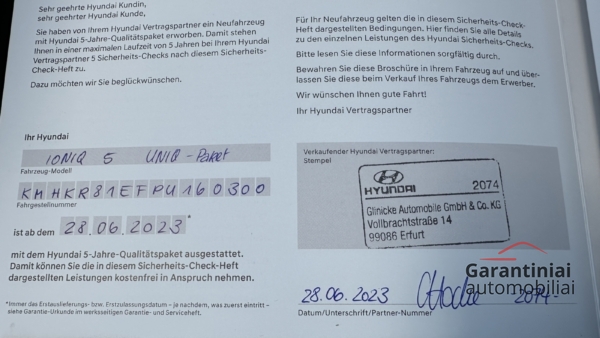 Sehr geehrte Hyundai Kundin,
sehr geehrter Hyundai Kunde,
Sie haben von Ihrem Hyundai Vertragspartner ein Neufahrzeug
mit Hyundai 5-Jahre-Qualitätspaket erworben. Damit stehen
Ihnen in einer maximalen Laufzeit von 5 Jahren bei Ihrem Hyundai
Vertragspartner 5 Sicherheits-Checks nach diesem Sicherheits-
Check-Heft zu.
Dazu möchten wir Sie beglückwünschen.
Ihr Hyundai
IONIQ 5 UNIQ-Paket
Fahrzeug-Modell
KMHKR81EFPU160300
Fahrgestellnummer
ist ab dem 28.06.2023*
mit dem Hyundai 5-Jahre-Qualitätspaket ausgestattet.
Damit können Sie die in diesem Sicherheits-Check-Heft
dargestellten Leistungen kostenfrei in Anspruch nehmen.
*Immer das Erstauslieferungs- bzw. Erstzulassungsdatum – je nachdem, was zuerst eintritt –
siehe Garantie-Urkunde im werksseitigen Garantie- und Serviceheft.
Für Ihr Neufahrzeug gelten die in diesem Sicherheits-Check-
Heft dargestellten Bedingungen. Hier finden Sie alle Details
zu den einzelnen Leistungen des Hyundai Sicherheits-Checks.
Bitte lesen Sie diese Informationen sorgfältig durch.
Bewahren Sie diese Broschüre in Ihrem Fahrzeug auf und über-
lassen Sie diese beim Verkauf Ihres Fahrzeugs dem Erwerber.
Wir wünschen Ihnen gute Fahrt!
Ihr Hyundai Vertragspartner
Verkaufender Hyundai Vertragspartner:
Stempel
HYUNDAI 2074
Glinicke Automobile GmbH & Co. KG
Vollbrachtstraße 14
99086 Erfurt
Garantiniai
automobiliai
28.06.2023 2074-
Datum/Unterschrift/Partner-Nummer